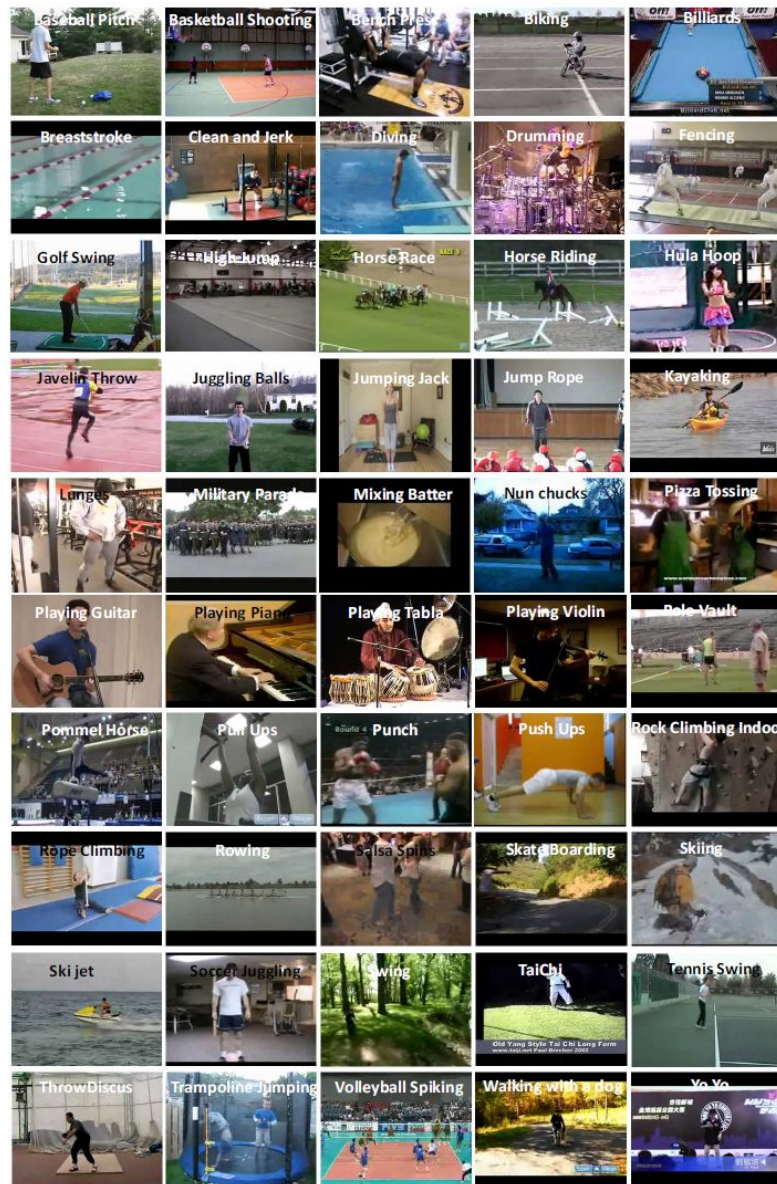 Baseball Pitch
Basketball Shooting
Bench Press
Biking
Billiards
Breaststroke
Clean and Jerk
Diving
Drumming
Fencing
Golf Swing
High Jump
Horse Race
Horse Riding
Hula Hoop
Javelin Throw
Juggling Balls
Jumping Jack
Jump Rope
Kayaking
Lunges
Military Parade
Mixing Batter
Nun chucks
Pizza Tossing
Playing Guitar
Playing Piano
Playing Tabla
Playing Violin
Pole Vault
Pommel Horse
Pull Ups
Punch
Round 4
Push Ups
Rock Climbing Indoo
Rope Climbing
Rowing
Salsa Spins
Skate Boarding
Skiing
Ski jet
Soccer Juggling
Swing
TaiChi
Old Yang Style Tai Chi Long Form
Tennis Swing
ThrowDiscus
Trampoline Jumping
Volleyball Spiking
Walking with a dog
Yo Yo